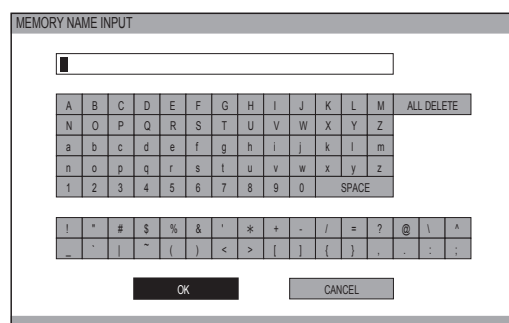 MEMORY NAME INPUT
A B C D E F G H I J K L M ALL DELETE
N O P Q R S T U V W X Y Z
a b c d e f g h i j k l m
n o p q r s t u v w x y z
1 2 3 4 5 6 7 8 9 0 SPACE
! " # $ % & ' * + - / = ? @ \ ^
_ ` | ~ ( ) < > [ ] { } , . : ;
OK CANCEL